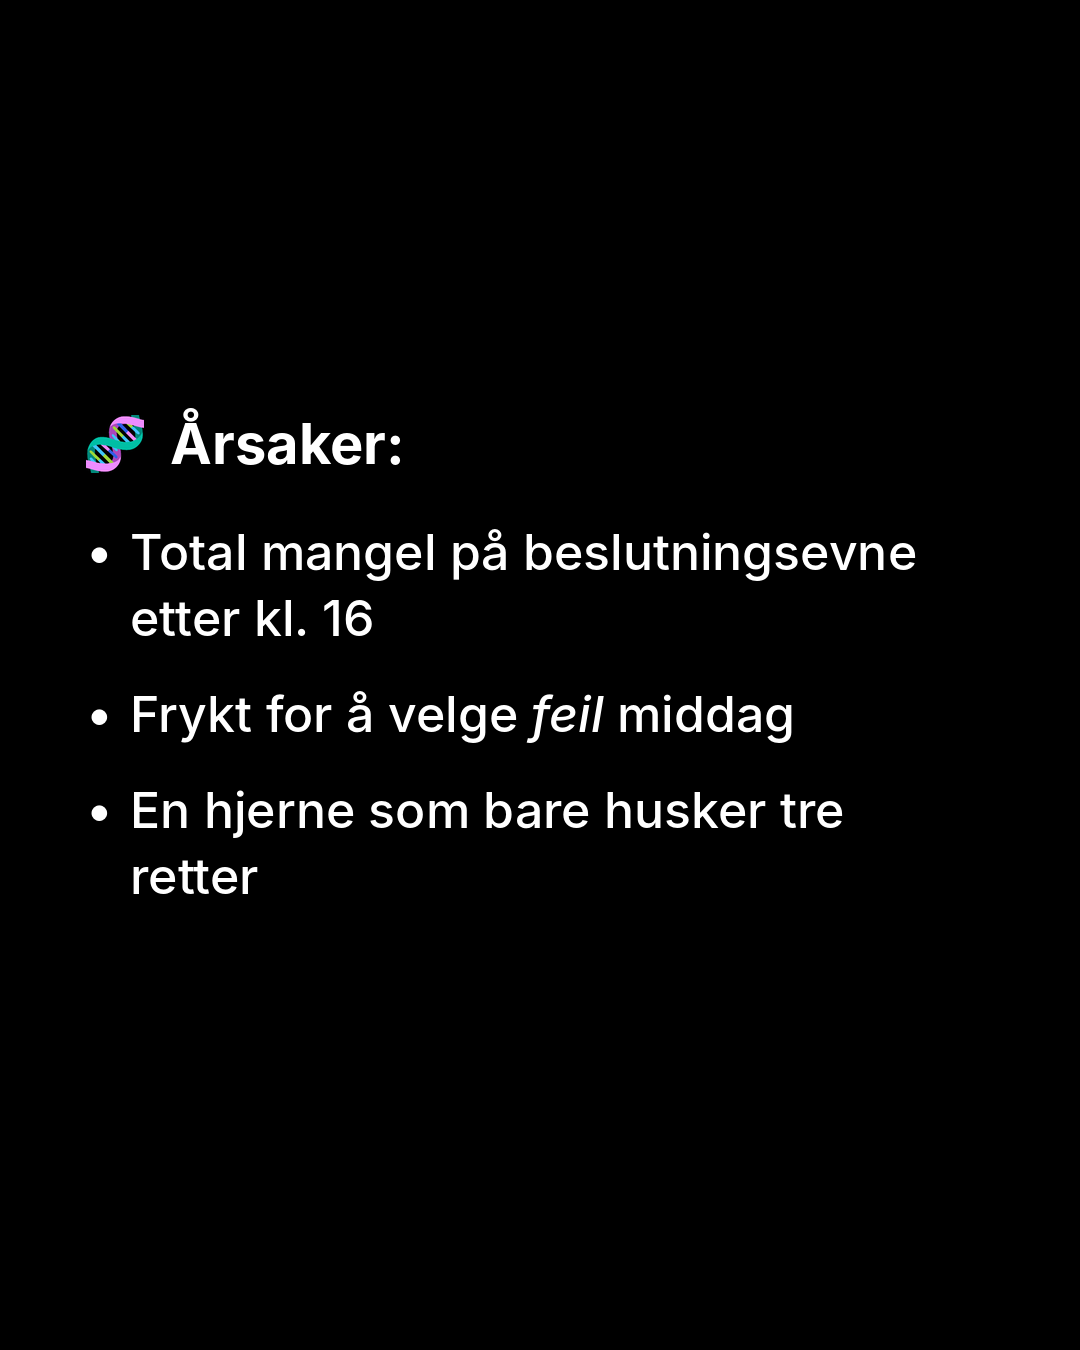 🧬 Årsaker:
• Total mangel på beslutningsevne
etter kl. 16
• Frykt for å velge feil middag
• En hjerne som bare husker tre
retter